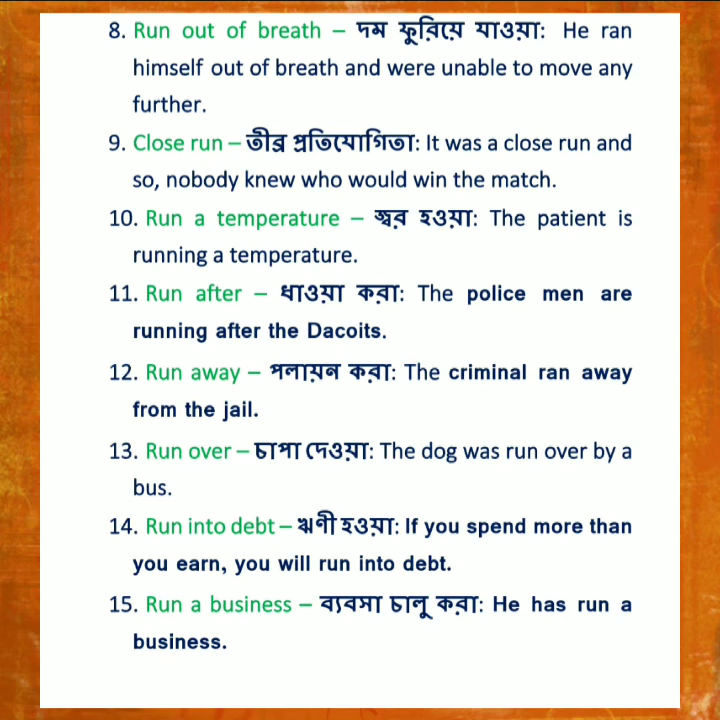 8. Run out of breath – দম ফুরিয়ে যাওয়া: He ran
himself out of breath and were unable to move any
further.
9. Close run – তীব্র প্রতিযোগিতা: It was a close run and
so, nobody knew who would win the match.
10. Run a temperature – জ্বর হওয়া: The patient is
running a temperature.
11. Run after – ধাওয়া করা: The police men are
running after the Dacoits.
12. Run away – পলায়ন করা: The criminal ran away
from the jail.
13. Run over – চাপা দেওয়া: The dog was run over by a
bus.
14. Run into debt – ঋণী হওয়া: If you spend more than
you earn, you will run into debt.
15. Run a business – ব্যবসা চালু করা: He has run a
business.